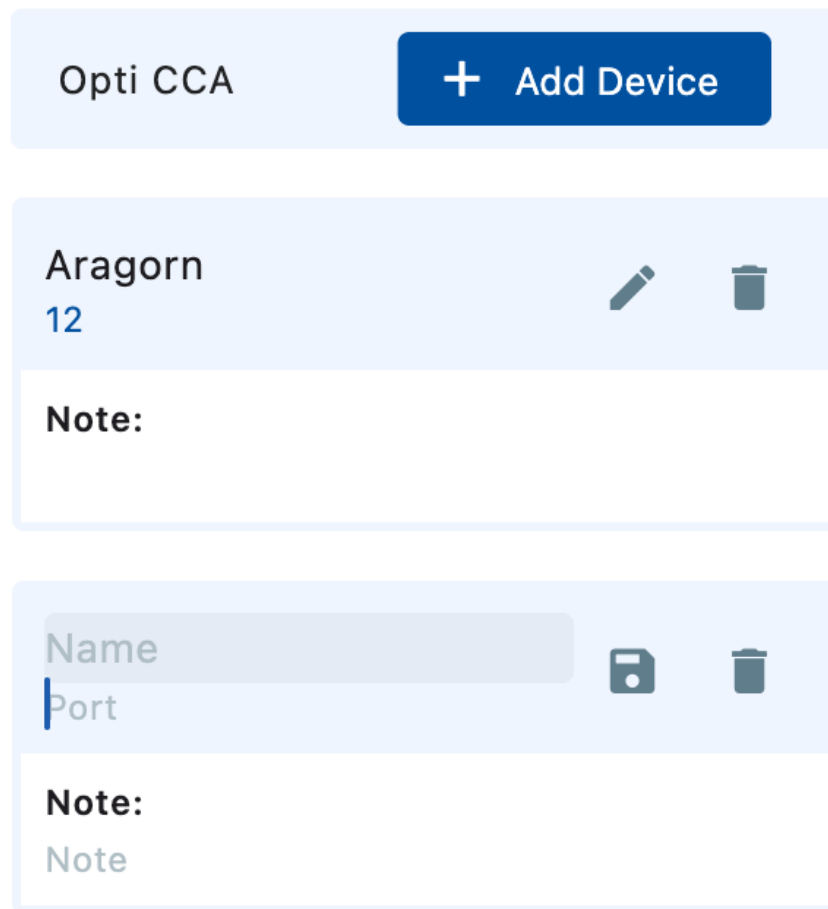 Opti CCA
+ Add Device
Aragorn
12
Note:
Name
Port
Note:
Note